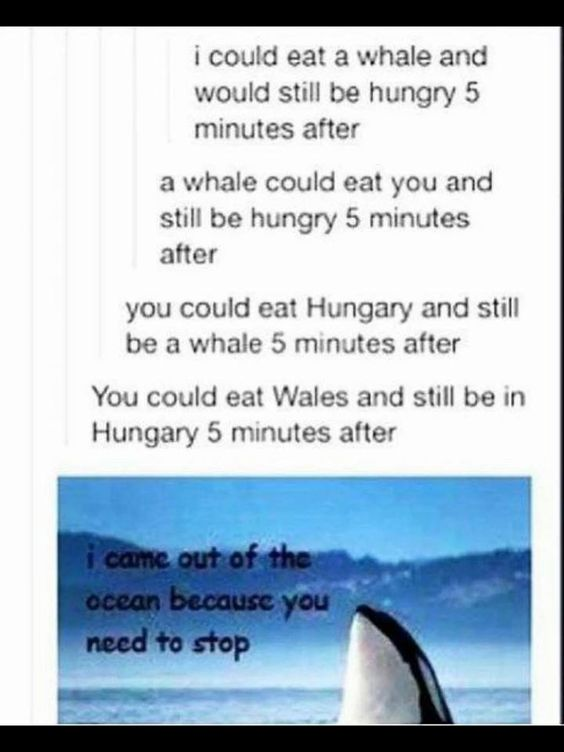 i could eat a whale and
would still be hungry 5
minutes after
a whale could eat you and
still be hungry 5 minutes
after
you could eat Hungary and still
be a whale 5 minutes after
You could eat Wales and still be in
Hungary 5 minutes after
i came out of the
ocean because you
need to stop